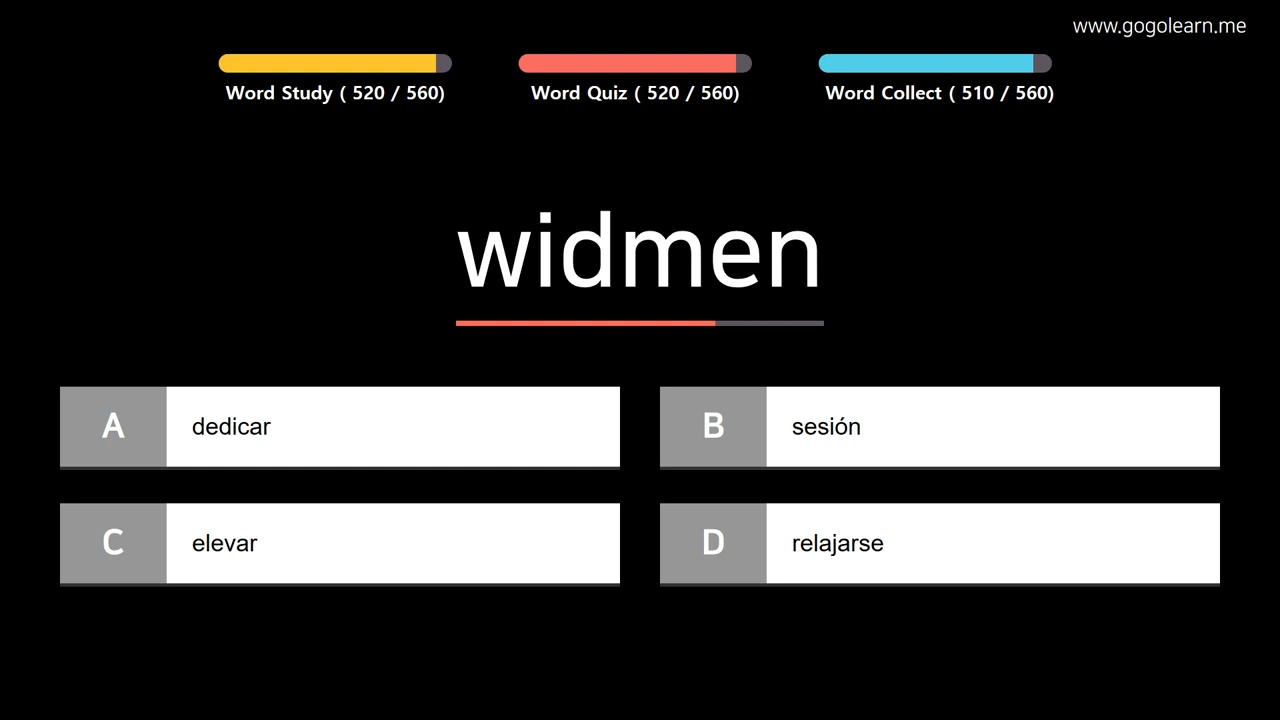 www.gogolearn.me
Word Study ( 520 / 560)
Word Quiz ( 520 / 560)
Word Collect ( 510 / 560)
widmen
A dedicar
B sesión
C elevar
D relajarse